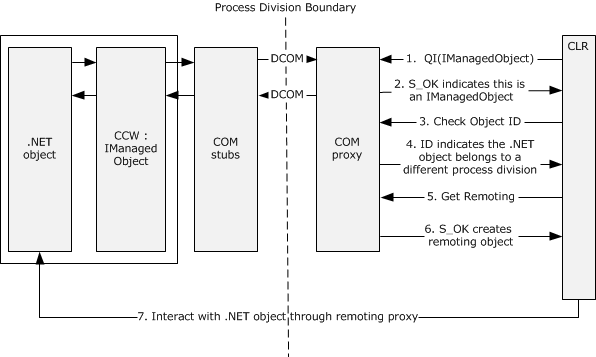 Process Division Boundary
CLR
DCOM
1. QI(IManagedObject)
2. S_OK indicates this is
an IManagedObject
DCOM
3. Check Object ID
.NET
object
CCW :
IManaged
Object
COM
stubs
COM
proxy
4. ID indicates the .NET
object belongs to a
different process division
5. Get Remoting
6. S_OK creates
remoting object
7. Interact with .NET object through remoting proxy